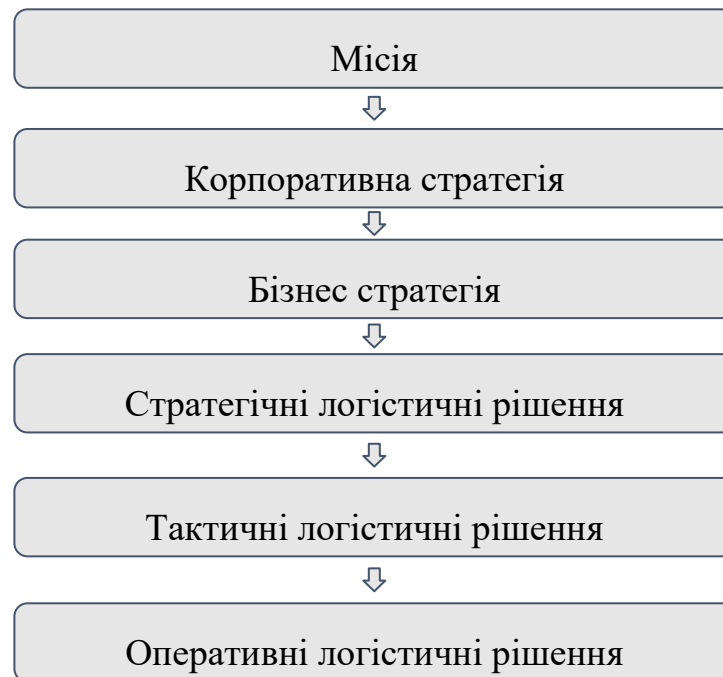 Місія
Корпоративна стратегія
Бізнес стратегія
Стратегічні логістичні рішення
Тактичні логістичні рішення
Оперативні логістичні рішення